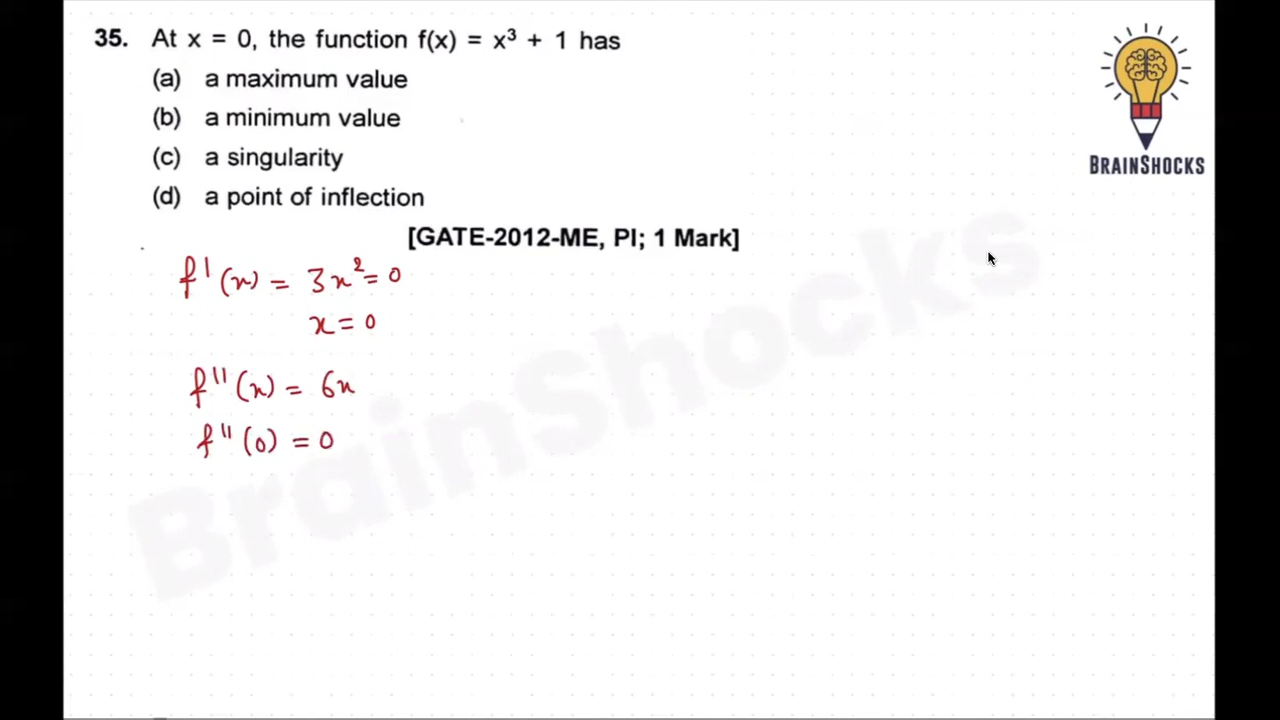 35. At x = 0, the function f(x) = x³ + 1 has
(a) a maximum value
(b) a minimum value
(c) a singularity
(d) a point of inflection
[GATE-2012-ME, PI; 1 Mark]
f'(x) = 3x² = 0
x = 0
f''(x) = 6x
f''(0) = 0
BRAINSHOCKS
BrainShocks